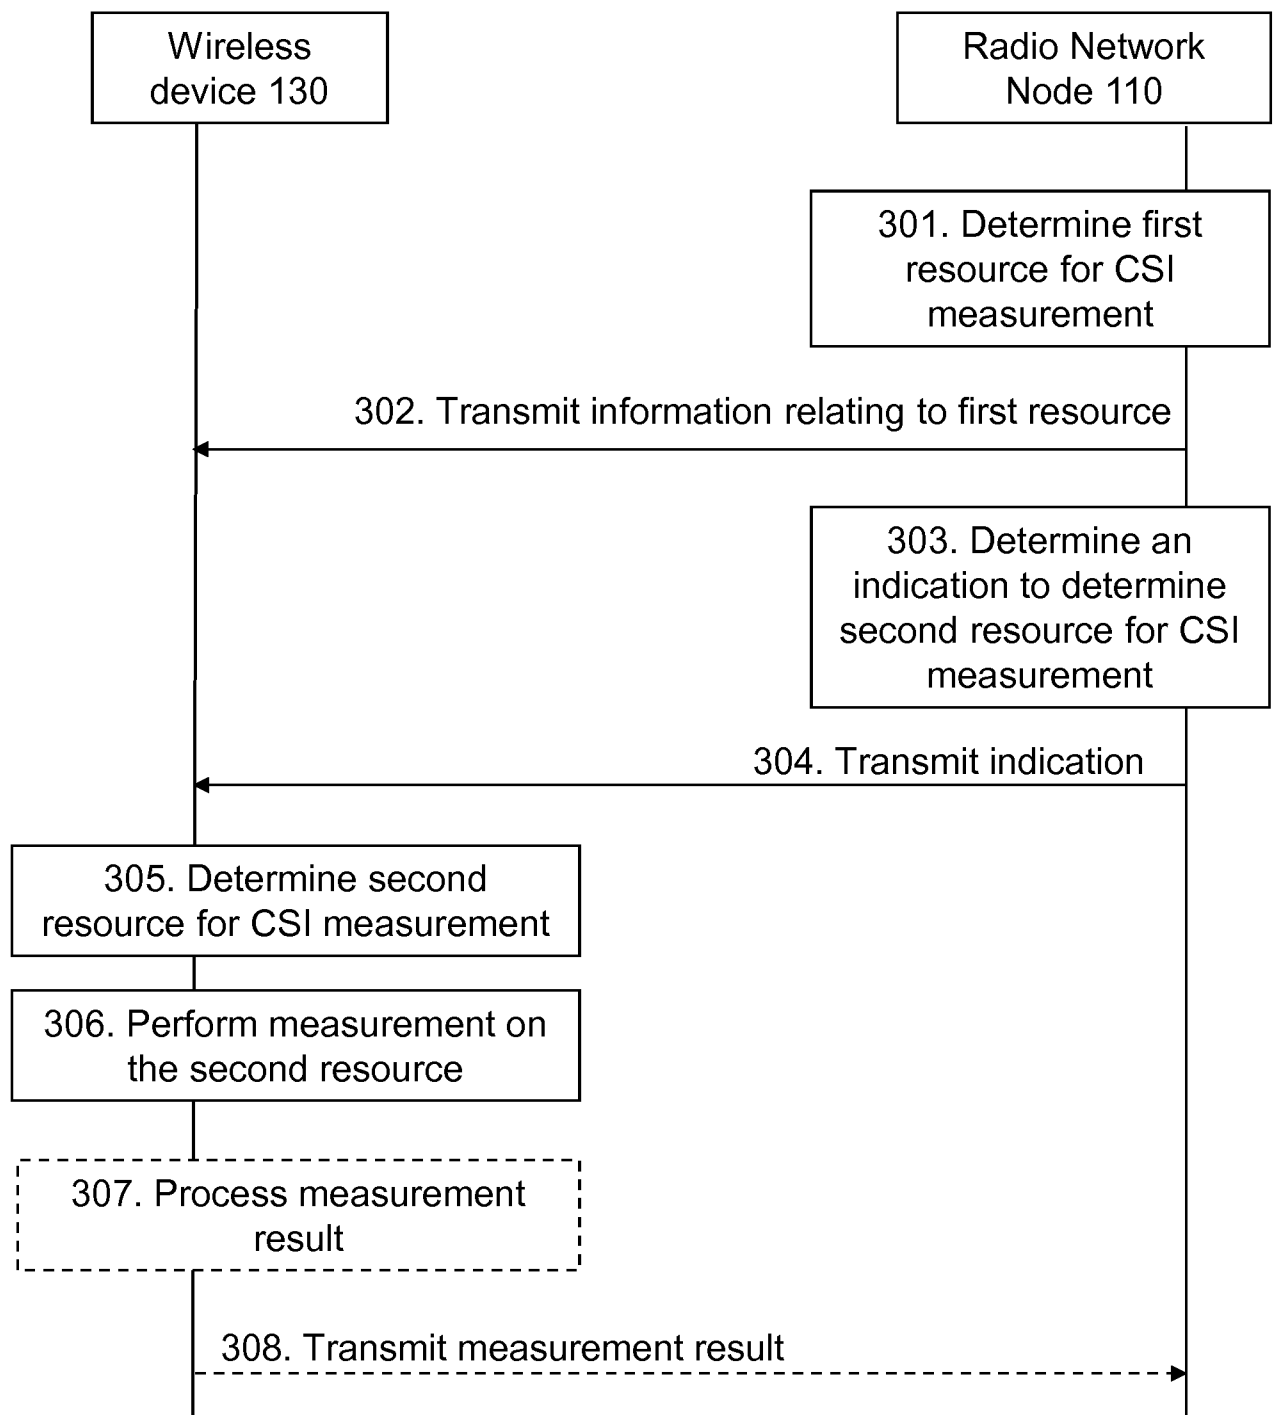 Wireless
device 130
Radio Network
Node 110
301. Determine first
resource for CSI
measurement
302. Transmit information relating to first resource
303. Determine an
indication to determine
second resource for CSI
measurement
304. Transmit indication
305. Determine second
resource for CSI measurement
306. Perform measurement on
the second resource
307. Process measurement
result
308. Transmit measurement result